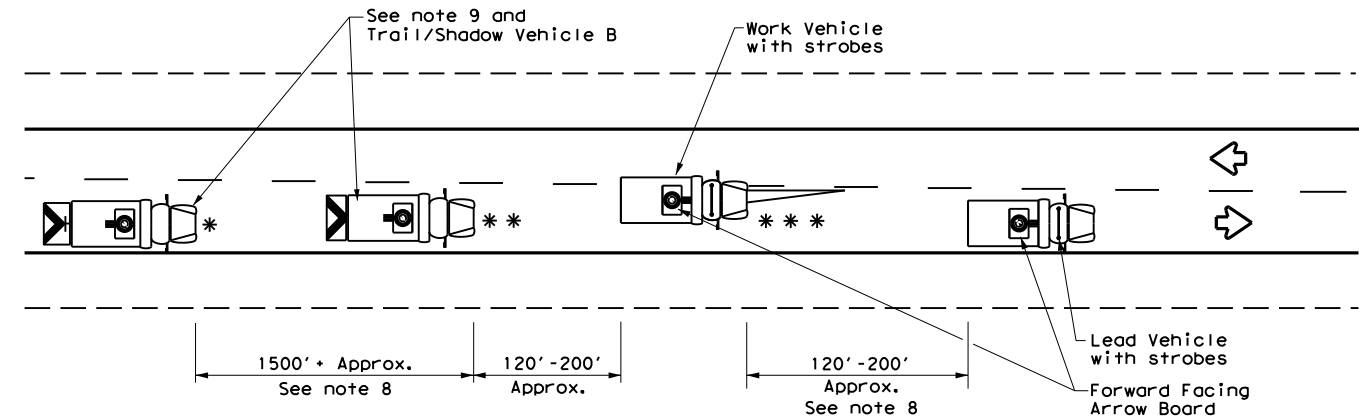 See note 9 and
Trail/Shadow Vehicle B
Work Vehicle
with strobes
*
* *
* * *
1500'+ Approx.
See note 8
120'-200'
Approx.
120'-200'
Approx.
See note 8
Lead Vehicle
with strobes
Forward Facing
Arrow Board